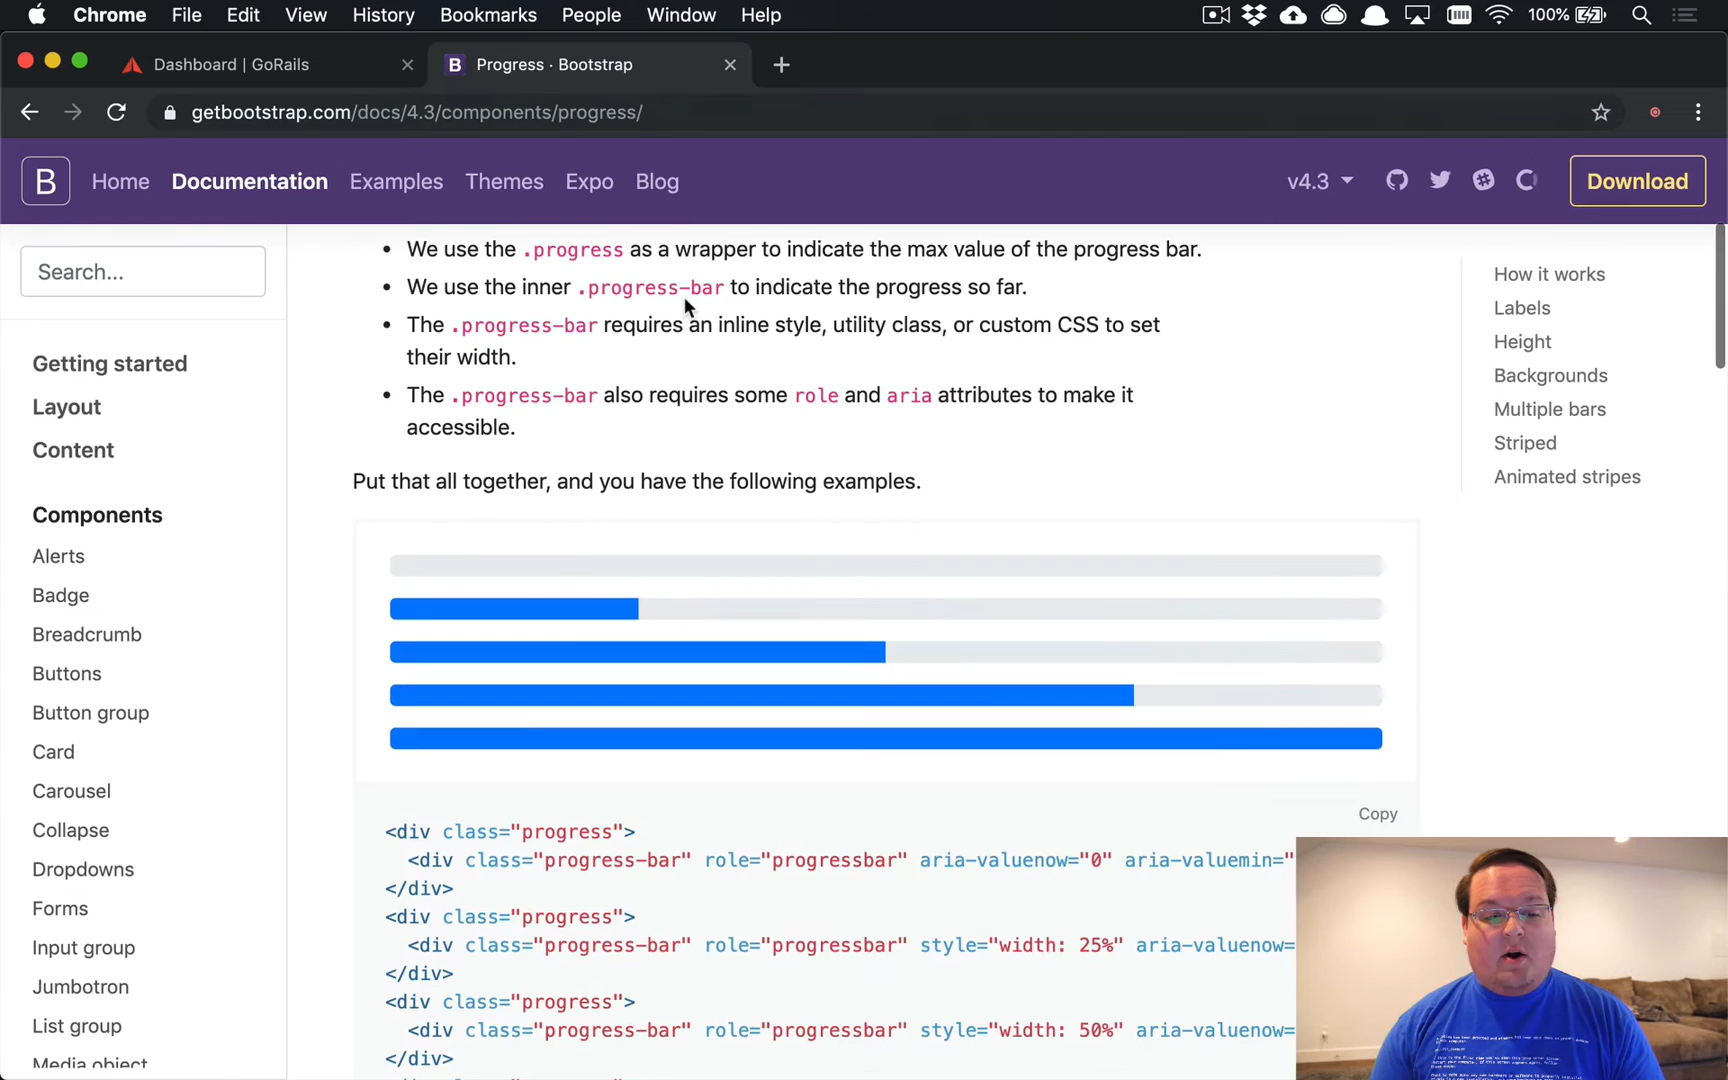 Chrome File Edit View History Bookmarks People Window Help 100%
Dashboard | GoRails
B Progress · Bootstrap
getbootstrap.com/docs/4.3/components/progress/
B Home Documentation Examples Themes Expo Blog v4.3 Download
Search...
Getting started
Layout
Content
Components
Alerts
Badge
Breadcrumb
Buttons
Button group
Card
Carousel
Collapse
Dropdowns
Forms
Input group
Jumbotron
List group
Media object
• We use the .progress as a wrapper to indicate the max value of the progress bar.
• We use the inner .progress-bar to indicate the progress so far.
• The .progress-bar requires an inline style, utility class, or custom CSS to set
their width.
• The .progress-bar also requires some role and aria attributes to make it
accessible.
Put that all together, and you have the following examples.
Copy
<div class="progress">
<div class="progress-bar" role="progressbar" aria-valuenow="0" aria-valuemin="
</div>
<div class="progress">
<div class="progress-bar" role="progressbar" style="width: 25%" aria-valuenow=
</div>
<div class="progress">
<div class="progress-bar" role="progressbar" style="width: 50%" aria-valuenow=
</div>
How it works
Labels
Height
Backgrounds
Multiple bars
Striped
Animated stripes